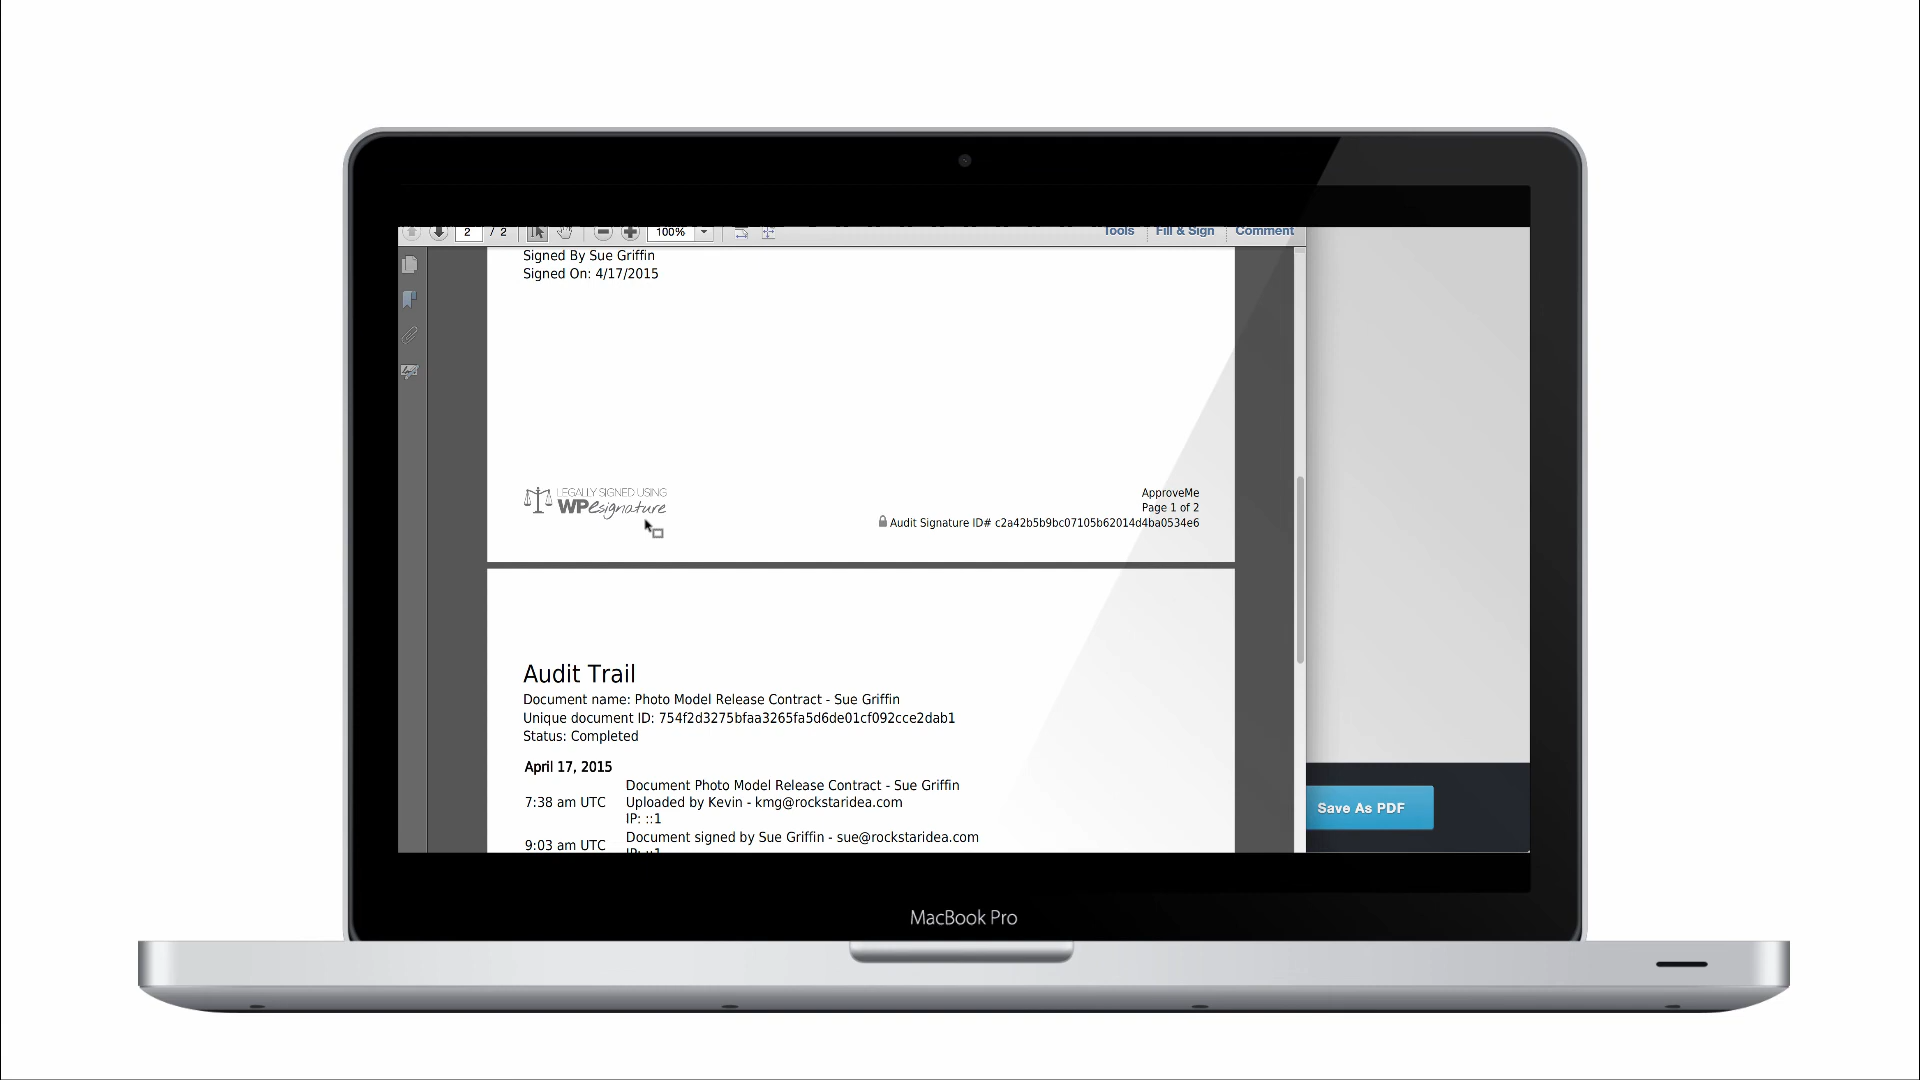 2 / 2 100% Tools Fill & Sign Comment
Signed By Sue Griffin
Signed On: 4/17/2015
LEGALLY SIGNED USING
WPesignature
ApproveMe
Page 1 of 2
Audit Signature ID# c2a42b5b9bc07105b62014d4ba0534e6
Audit Trail
Document name: Photo Model Release Contract - Sue Griffin
Unique document ID: 754f2d3275bfaa3265fa5d6de01cf092cce2dab1
Status: Completed
April 17, 2015
Document Photo Model Release Contract - Sue Griffin
7:38 am UTC Uploaded by Kevin - kmg@rockstaridea.com
IP: ::1
Document signed by Sue Griffin - sue@rockstaridea.com
9:03 am UTC
IP: ::1
Save As PDF
MacBook Pro